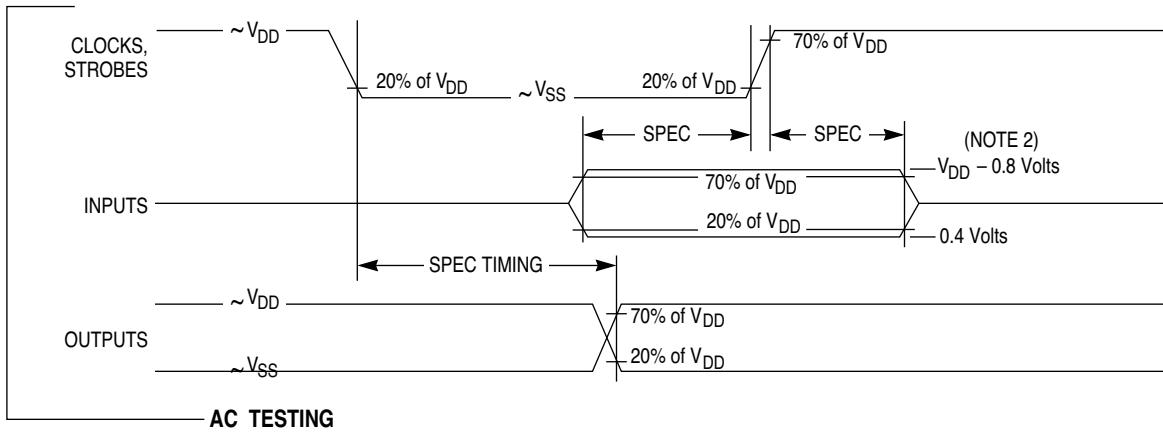 CLOCKS,
STROBES
~ VDD
20% of VDD
~ VSS
20% of VDD
70% of VDD
SPEC
SPEC
(NOTE 2)
VDD – 0.8 Volts
INPUTS
70% of VDD
20% of VDD
0.4 Volts
SPEC TIMING
OUTPUTS
~ VDD
70% of VDD
20% of VDD
~ VSS
AC TESTING